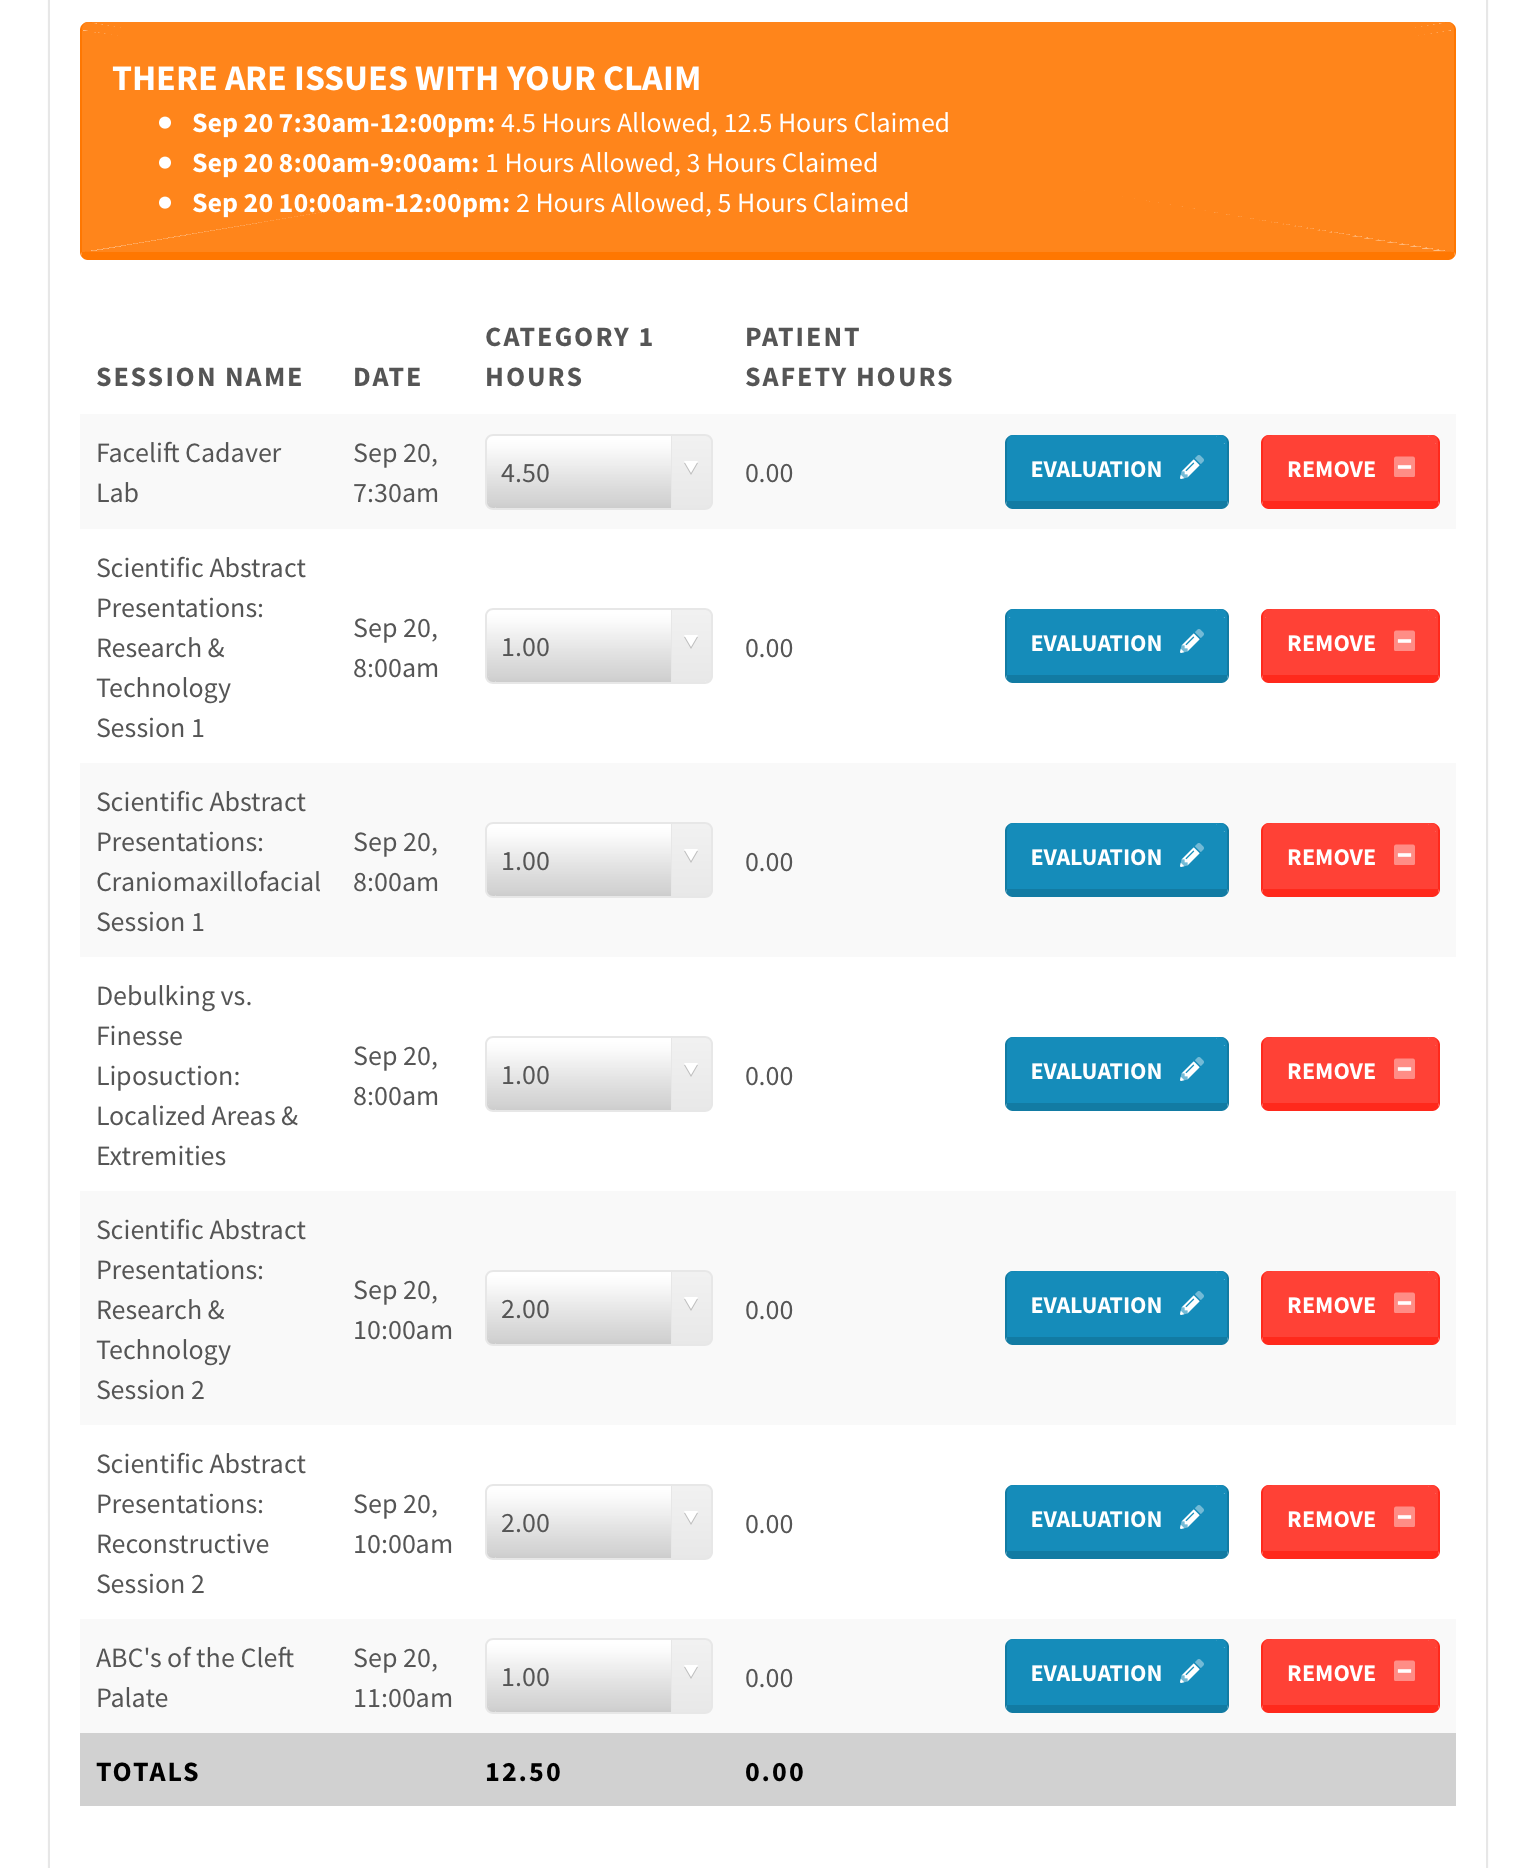 THERE ARE ISSUES WITH YOUR CLAIM
Sep 20 7:30am-12:00pm: 4.5 Hours Allowed, 12.5 Hours Claimed
Sep 20 8:00am-9:00am: 1 Hours Allowed, 3 Hours Claimed
Sep 20 10:00am-12:00pm: 2 Hours Allowed, 5 Hours Claimed
SESSION NAME
DATE
CATEGORY 1
HOURS
PATIENT
SAFETY HOURS
Facelift Cadaver
Lab
Sep 20,
7:30am
4.50
0.00
EVALUATION
REMOVE
Scientific Abstract
Presentations:
Research &
Technology
Session 1
Sep 20,
8:00am
1.00
0.00
EVALUATION
REMOVE
Scientific Abstract
Presentations:
Craniomaxillofacial
Session 1
Sep 20,
8:00am
1.00
0.00
EVALUATION
REMOVE
Debulking vs.
Finesse
Liposuction:
Localized Areas &
Extremities
Sep 20,
8:00am
1.00
0.00
EVALUATION
REMOVE
Scientific Abstract
Presentations:
Research &
Technology
Session 2
Sep 20,
10:00am
2.00
0.00
EVALUATION
REMOVE
Scientific Abstract
Presentations:
Reconstructive
Session 2
Sep 20,
10:00am
2.00
0.00
EVALUATION
REMOVE
ABC's of the Cleft
Palate
Sep 20,
11:00am
1.00
0.00
EVALUATION
REMOVE
TOTALS
12.50
0.00